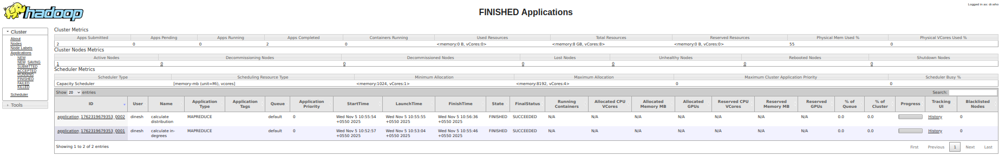 hadoop
FINISHED Applications
Logged in as: dr.who
Cluster
About
Nodes
Node Labels
Applications
NEW
NEW_SAVING
SUBMITTED
ACCEPTED
RUNNING
FINISHED
FAILED
KILLED
Scheduler
Tools
Cluster Metrics
Apps Submitted Apps Pending Apps Running Apps Completed Containers Running Used Resources Total Resources Reserved Resources Physical Mem Used % Physical VCores Used %
2 0 0 2 0 <memory:0 B, vCores:0> <memory:8 GB, vCores:8> <memory:0 B, vCores:0> 55 0
Cluster Nodes Metrics
Active Nodes Decommissioning Nodes Decommissioned Nodes Lost Nodes Unhealthy Nodes Rebooted Nodes Shutdown Nodes
1 0 0 0 0 0 0
Scheduler Metrics
Scheduler Type Scheduling Resource Type Minimum Allocation Maximum Allocation Maximum Cluster Application Priority Scheduler Busy %
Capacity Scheduler [memory-mb (unit=Mi), vcores] <memory:1024, vCores:1> <memory:8192, vCores:4> 0 0
Show 20 entries Search:
ID User Name Application Type Application Tags Queue Application Priority StartTime LaunchTime FinishTime State FinalStatus Running Containers Allocated CPU VCores Allocated Memory MB Allocated GPUs Reserved CPU VCores Reserved Memory MB Reserved GPUs % of Queue % of Cluster Progress Tracking UI Blacklisted Nodes
application_1762319679353_0002 dinesh calculate distribution MAPREDUCE default 0 Wed Nov 5 10:55:54 +0550 2025 Wed Nov 5 10:55:55 +0550 2025 Wed Nov 5 10:56:36 +0550 2025 FINISHED SUCCEEDED N/A N/A N/A N/A N/A N/A N/A 0.0 0.0 History 0
application_1762319679353_0001 dinesh calculate in-degrees MAPREDUCE default 0 Wed Nov 5 10:52:57 +0550 2025 Wed Nov 5 10:53:04 +0550 2025 Wed Nov 5 10:55:46 +0550 2025 FINISHED SUCCEEDED N/A N/A N/A N/A N/A N/A N/A 0.0 0.0 History 0
Showing 1 to 2 of 2 entries First Previous 1 Next Last